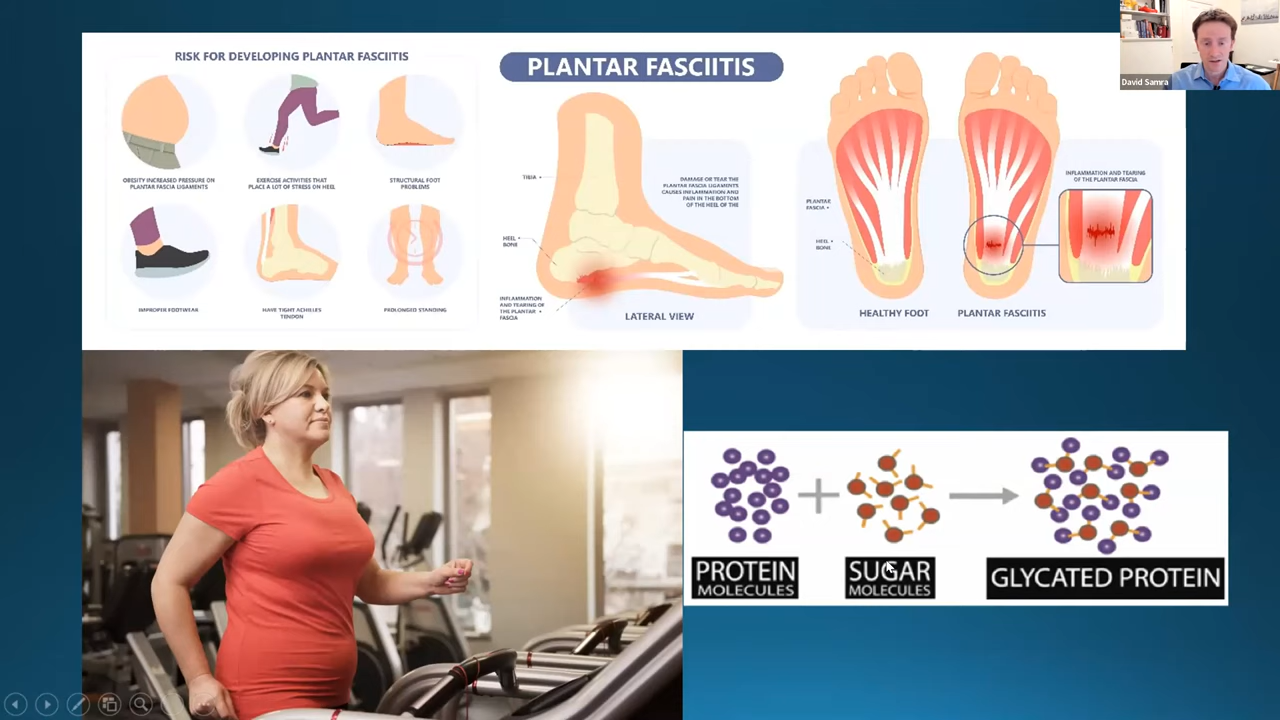 RISK FOR DEVELOPING PLANTAR FASCIITIS
OBESITY INCREASED PRESSURE ON
PLANTAR FASCIA LIGAMENTS
EXERCISE ACTIVITIES THAT
PLACE A LOT OF STRESS ON HEEL
STRUCTURAL FOOT
PROBLEMS
IMPROPER FOOTWEAR
HAVE TIGHT ACHILLES
TENDON
PROLONGED STANDING
PLANTAR FASCIITIS
TIBIA
DAMAGE OR TEAR THE
PLANTAR FASCIA LIGAMENTS
CAUSES INFLAMMATION AND
PAIN IN THE BOTTOM
OF THE HEEL OF THE
HEEL
BONE
INFLAMMATION
AND TEARING OF
THE PLANTAR
FASCIA
LATERAL VIEW
PLANTAR
FASCIA
HEEL
BONE
INFLAMMATION AND TEARING
OF THE PLANTAR FASCIA
HEALTHY FOOT
PLANTAR FASCIITIS
David Samra
PROTEIN
MOLECULES
SUGAR
MOLECULES
GLYCATED PROTEIN